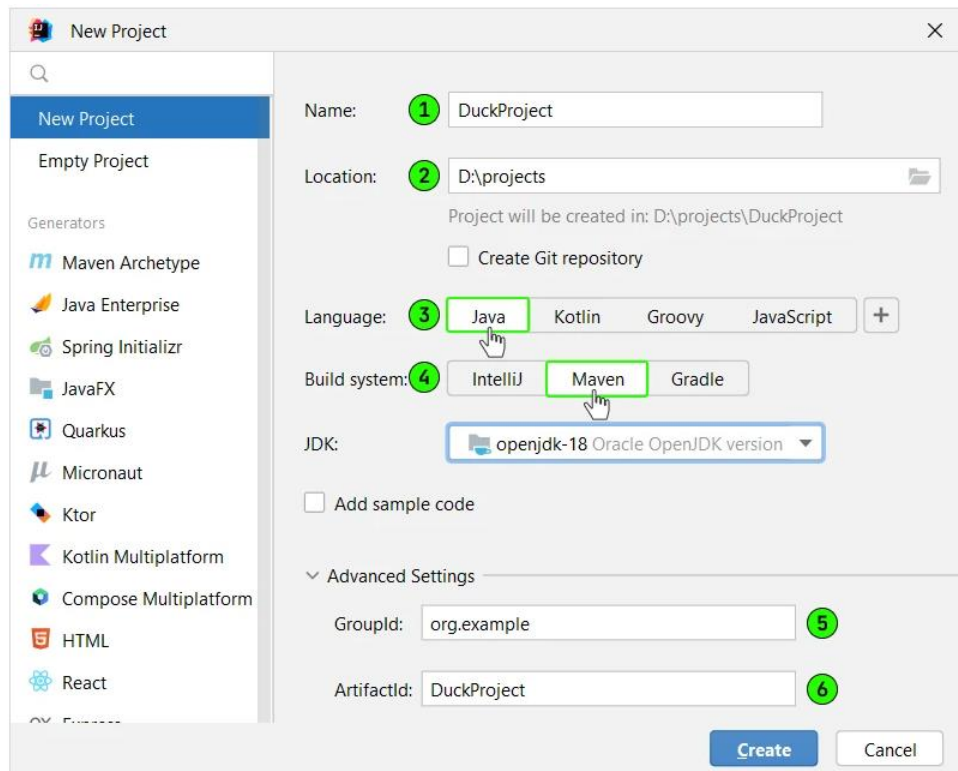 New Project
New Project
Empty Project
Generators
Maven Archetype
Java Enterprise
Spring Initializr
JavaFX
Quarkus
Micronaut
Ktor
Kotlin Multiplatform
Compose Multiplatform
HTML
React
Name: 1 DuckProject
Location: 2 D:\projects
Project will be created in: D:\projects\DuckProject
Create Git repository
Language: 3 Java Kotlin Groovy JavaScript +
Build system: 4 IntelliJ Maven Gradle
JDK: openjdk-18 Oracle OpenJDK version
Add sample code
Advanced Settings
GroupId: org.example 5
ArtifactId: DuckProject 6
Create Cancel